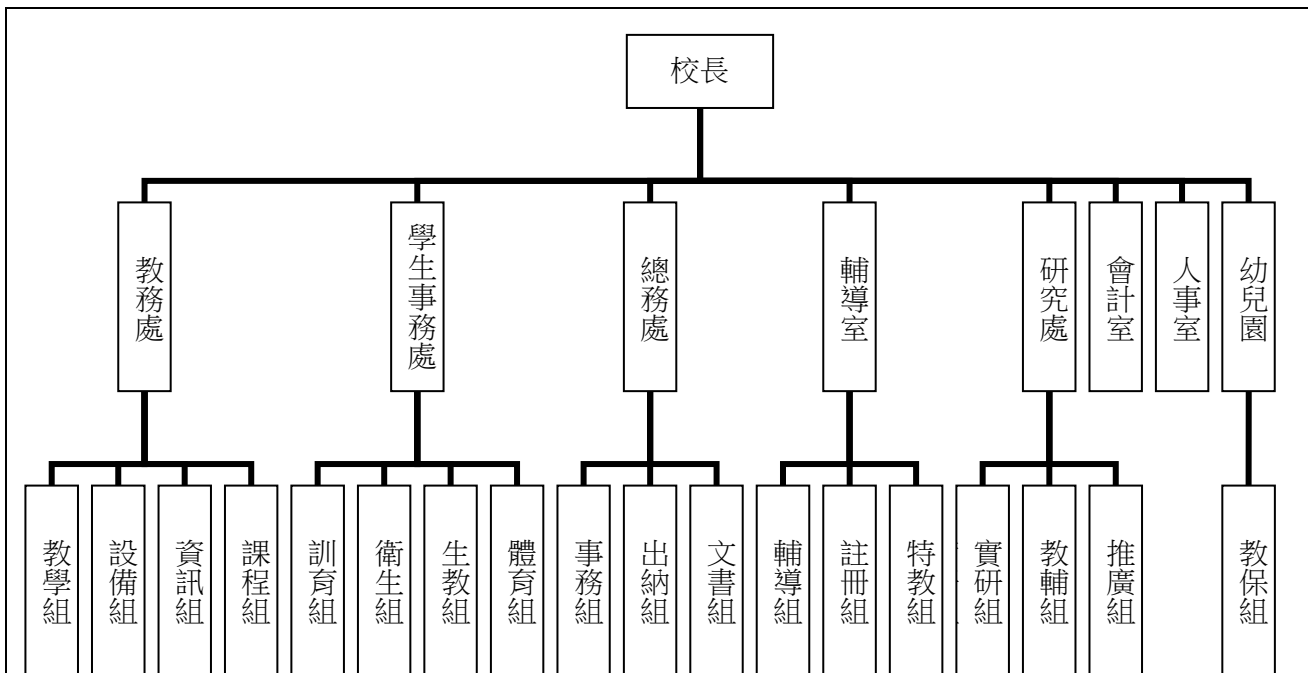 校長
教務處
學生事務處
總務處
輔導室
研究處
會計室
人事室
幼兒園
教學組
設備組
資訊組
課程組
訓育組
衛生組
生教組
體育組
事務組
出納組
文書組
輔導組
註冊組
特教組
實研組
教輔組
推廣組
教保組